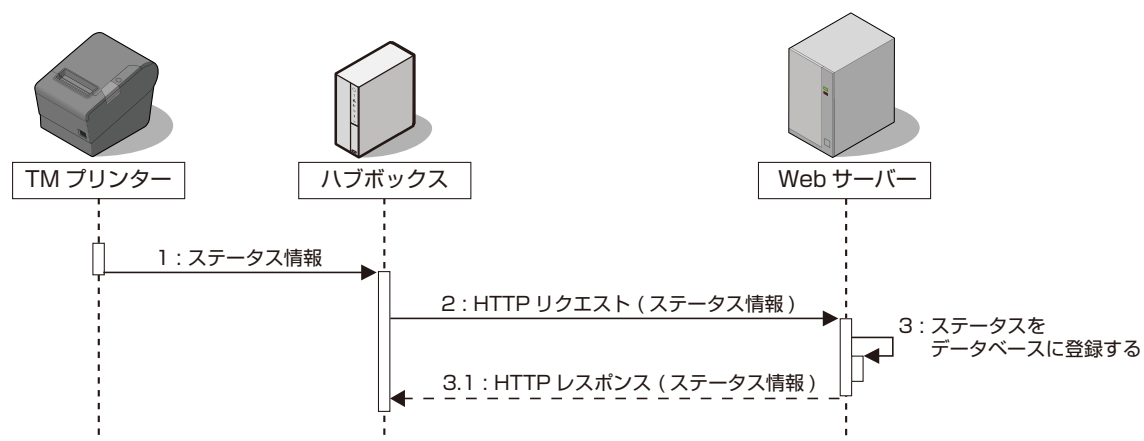 TM プリンター
ハブボックス
Web サーバー
1 : ステータス情報
2 : HTTP リクエスト ( ステータス情報 )
3 : ステータスを
データベースに登録する
3.1 : HTTP レスポンス ( ステータス情報 )